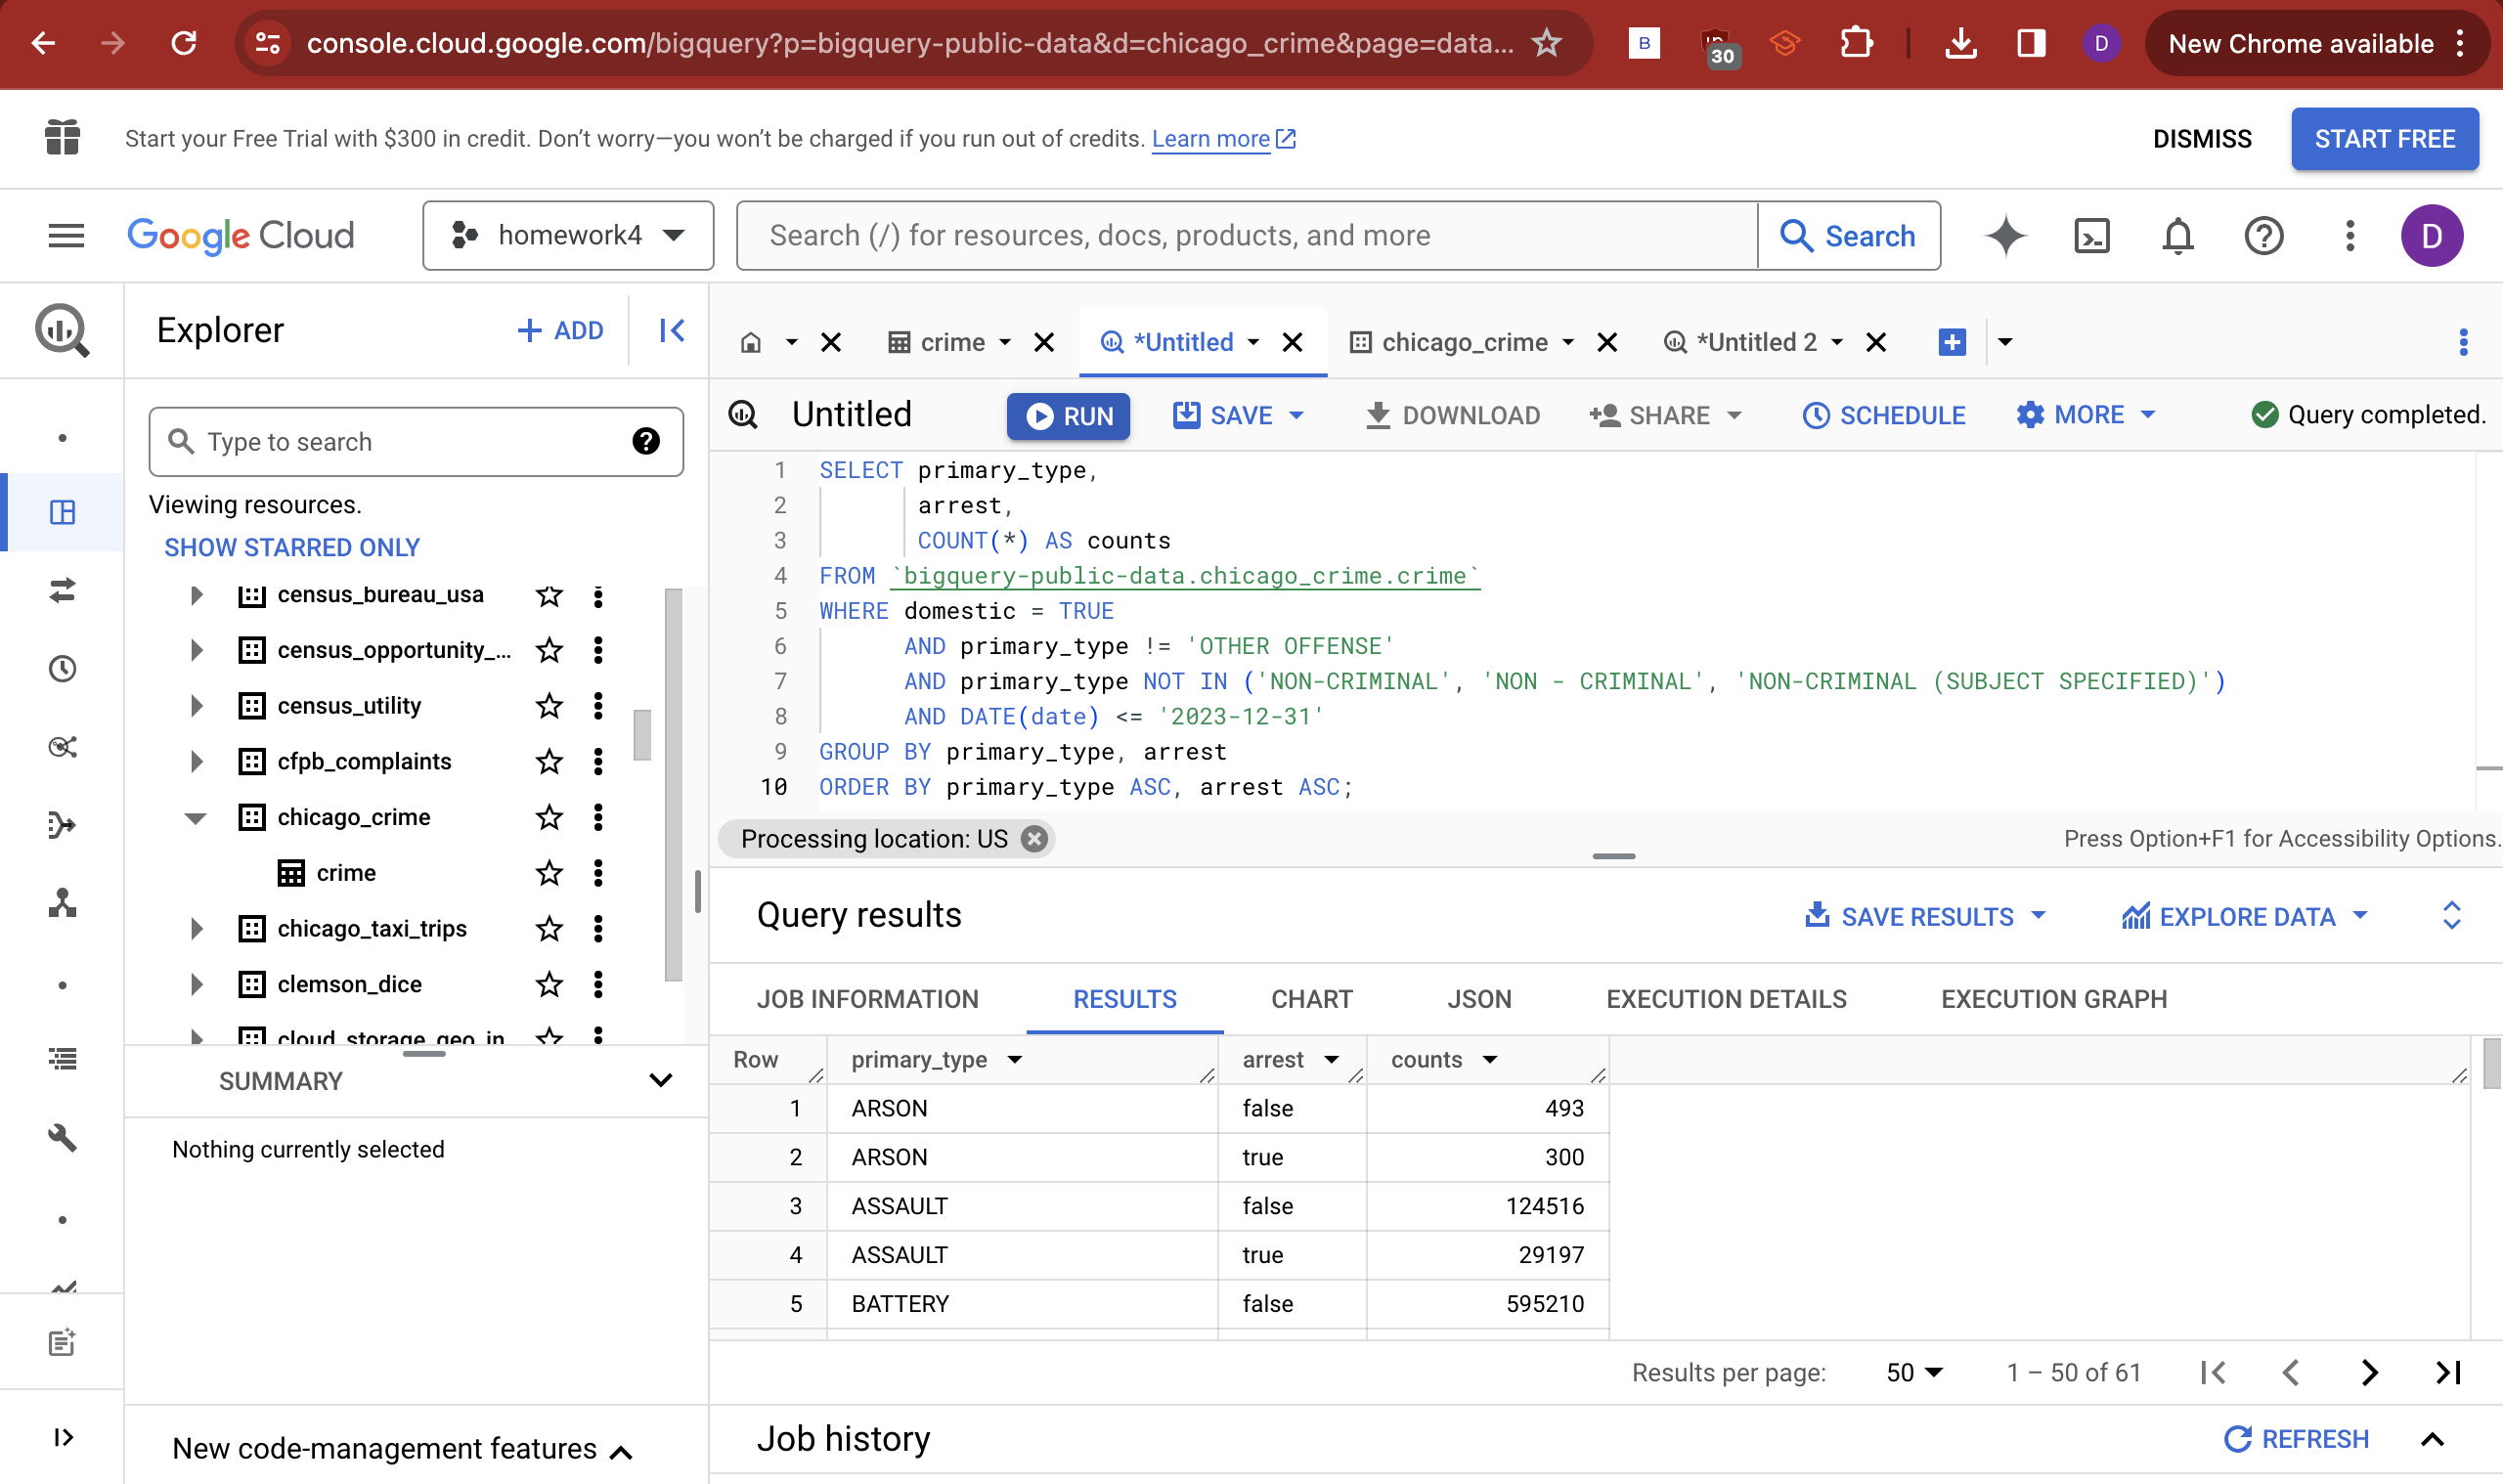 console.cloud.google.com/bigquery?p=bigquery-public-data&d=chicago_crime&page=data...
B
30
D
New Chrome available
Start your Free Trial with $300 in credit. Don't worry—you won't be charged if you run out of credits. Learn more
DISMISS
START FREE
Google Cloud
homework4
Search (/) for resources, docs, products, and more
Search
D
Explorer
+ ADD
Type to search
Viewing resources.
SHOW STARRED ONLY
census_bureau_usa
census_opportunity_...
census_utility
cfpb_complaints
chicago_crime
crime
chicago_taxi_trips
clemson_dice
cloud_storage_geo_in
SUMMARY
Nothing currently selected
New code-management features
crime
*Untitled
chicago_crime
*Untitled 2
Untitled
RUN
SAVE
DOWNLOAD
SHARE
SCHEDULE
MORE
Query completed.
1 SELECT primary_type,
2 arrest,
3 COUNT(*) AS counts
4 FROM `bigquery-public-data.chicago_crime.crime`
5 WHERE domestic = TRUE
6 AND primary_type != 'OTHER OFFENSE'
7 AND primary_type NOT IN ('NON-CRIMINAL', 'NON - CRIMINAL', 'NON-CRIMINAL (SUBJECT SPECIFIED)')
8 AND DATE(date) <= '2023-12-31'
9 GROUP BY primary_type, arrest
10 ORDER BY primary_type ASC, arrest ASC;
Processing location: US
Press Option+F1 for Accessibility Options.
Query results
SAVE RESULTS
EXPLORE DATA
JOB INFORMATION
RESULTS
CHART
JSON
EXECUTION DETAILS
EXECUTION GRAPH
Row primary_type arrest counts
1 ARSON false 493
2 ARSON true 300
3 ASSAULT false 124516
4 ASSAULT true 29197
5 BATTERY false 595210
Results per page: 50 1 – 50 of 61
Job history
REFRESH